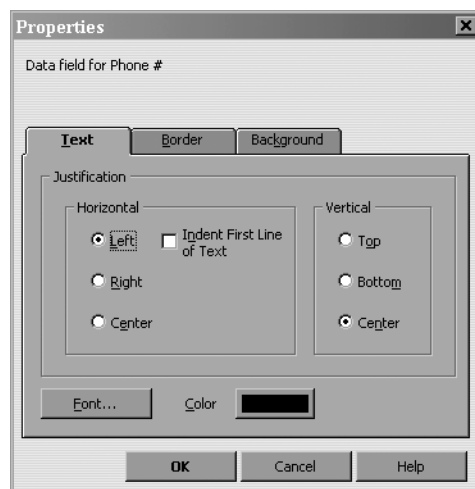 Properties
Data field for Phone #
Text Border Background
Justification
Horizontal Vertical
Left Indent First Line of Text Top
Right Bottom
Center Center
Font... Color
OK Cancel Help